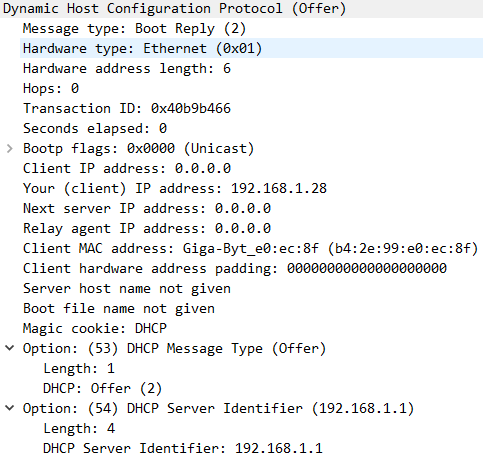 Dynamic Host Configuration Protocol (Offer)
Message type: Boot Reply (2)
Hardware type: Ethernet (0x01)
Hardware address length: 6
Hops: 0
Transaction ID: 0x40b9b466
Seconds elapsed: 0
Bootp flags: 0x0000 (Unicast)
Client IP address: 0.0.0.0
Your (client) IP address: 192.168.1.28
Next server IP address: 0.0.0.0
Relay agent IP address: 0.0.0.0
Client MAC address: Giga-Byt_e0:ec:8f (b4:2e:99:e0:ec:8f)
Client hardware address padding: 00000000000000000000
Server host name not given
Boot file name not given
Magic cookie: DHCP
Option: (53) DHCP Message Type (Offer)
Length: 1
DHCP: Offer (2)
Option: (54) DHCP Server Identifier (192.168.1.1)
Length: 4
DHCP Server Identifier: 192.168.1.1